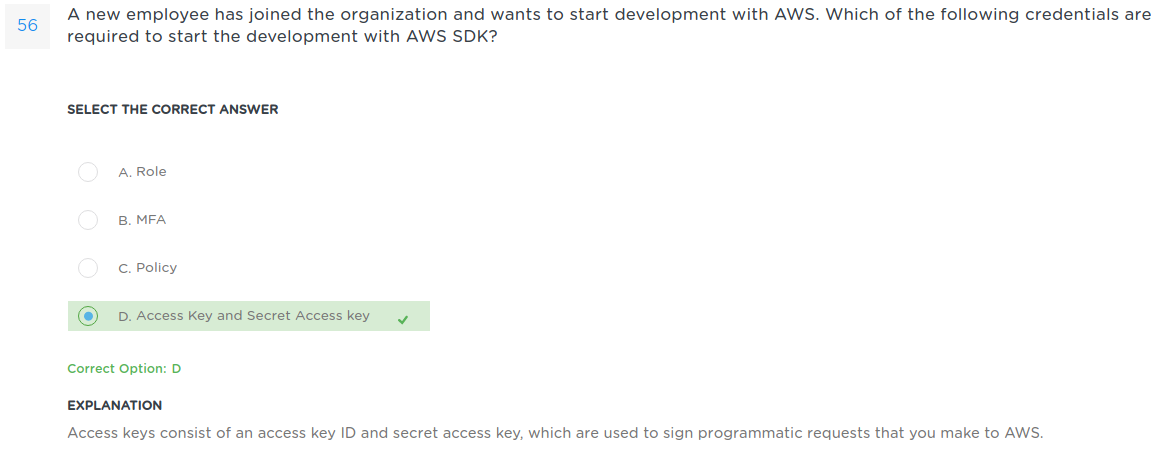 56
A new employee has joined the organization and wants to start development with AWS. Which of the following credentials are
required to start the development with AWS SDK?
SELECT THE CORRECT ANSWER
A. Role
B. MFA
C. Policy
D. Access Key and Secret Access key
Correct Option: D
EXPLANATION
Access keys consist of an access key ID and secret access key, which are used to sign programmatic requests that you make to AWS.